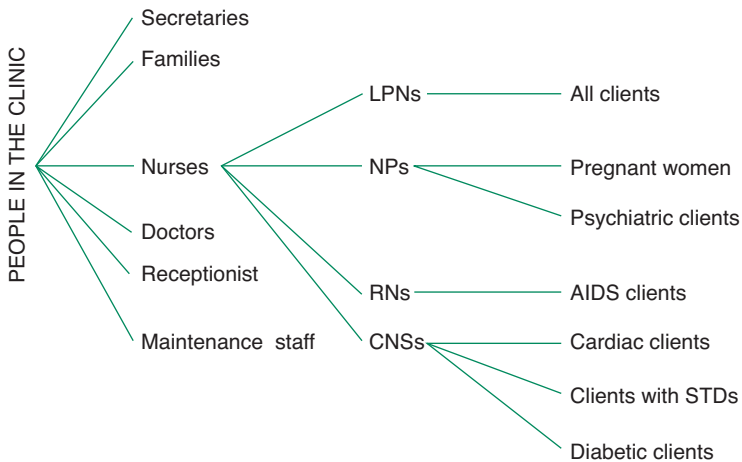 PEOPLE IN THE CLINIC
Secretaries
Families
Nurses
Doctors
Receptionist
Maintenance staff
LPNs
NPs
RNs
CNSs
All clients
Pregnant women
Psychiatric clients
AIDS clients
Cardiac clients
Clients with STDs
Diabetic clients